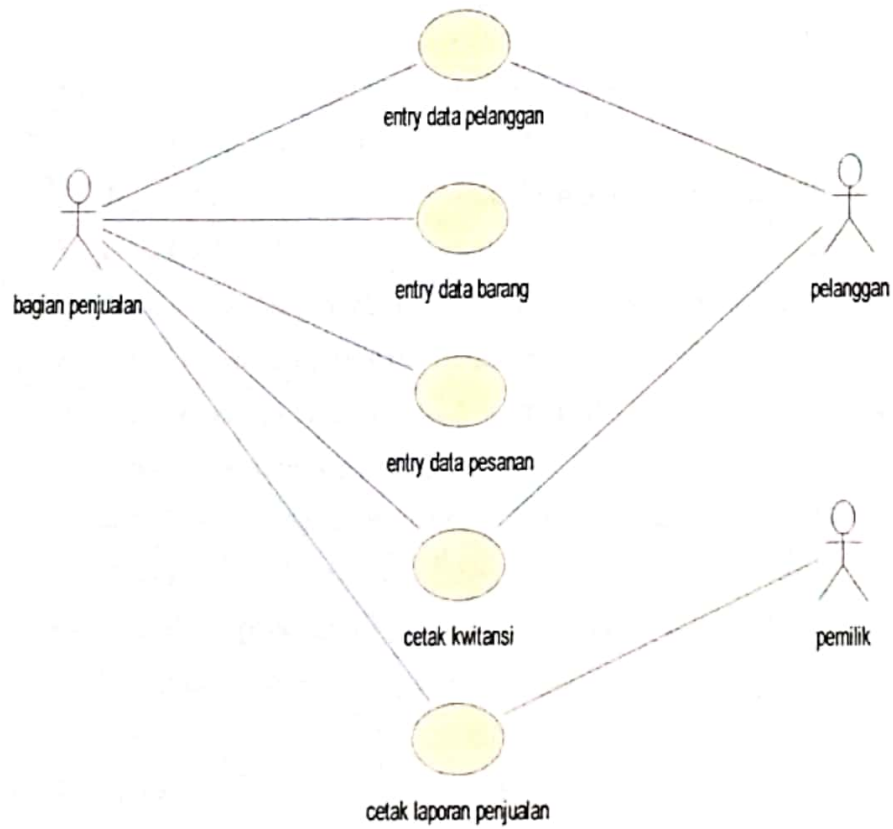 entry data pelanggan
bagian penjualan
entry data barang
pelanggan
entry data pesanan
cetak kwitansi
pemilik
cetak laporan penjualan